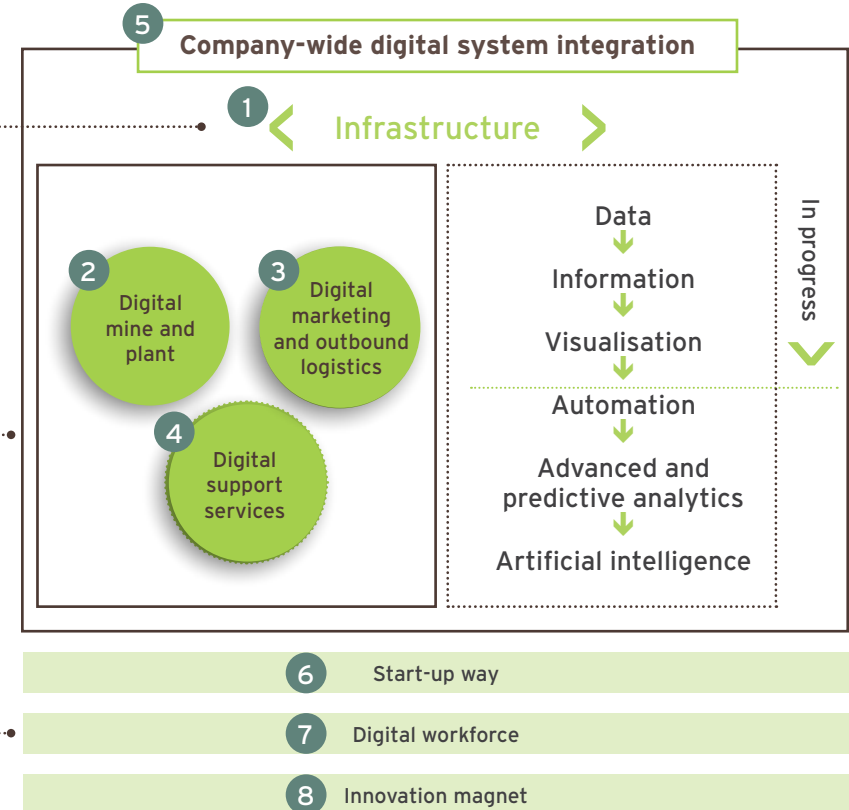 5
Company-wide digital system integration
1
Infrastructure
2
Digital
mine and
plant
3
Digital
marketing
and outbound
logistics
4
Digital
support
services
Data
Information
Visualisation
Automation
Advanced and
predictive analytics
Artificial intelligence
In progress
6 Start-up way
7 Digital workforce
8 Innovation magnet